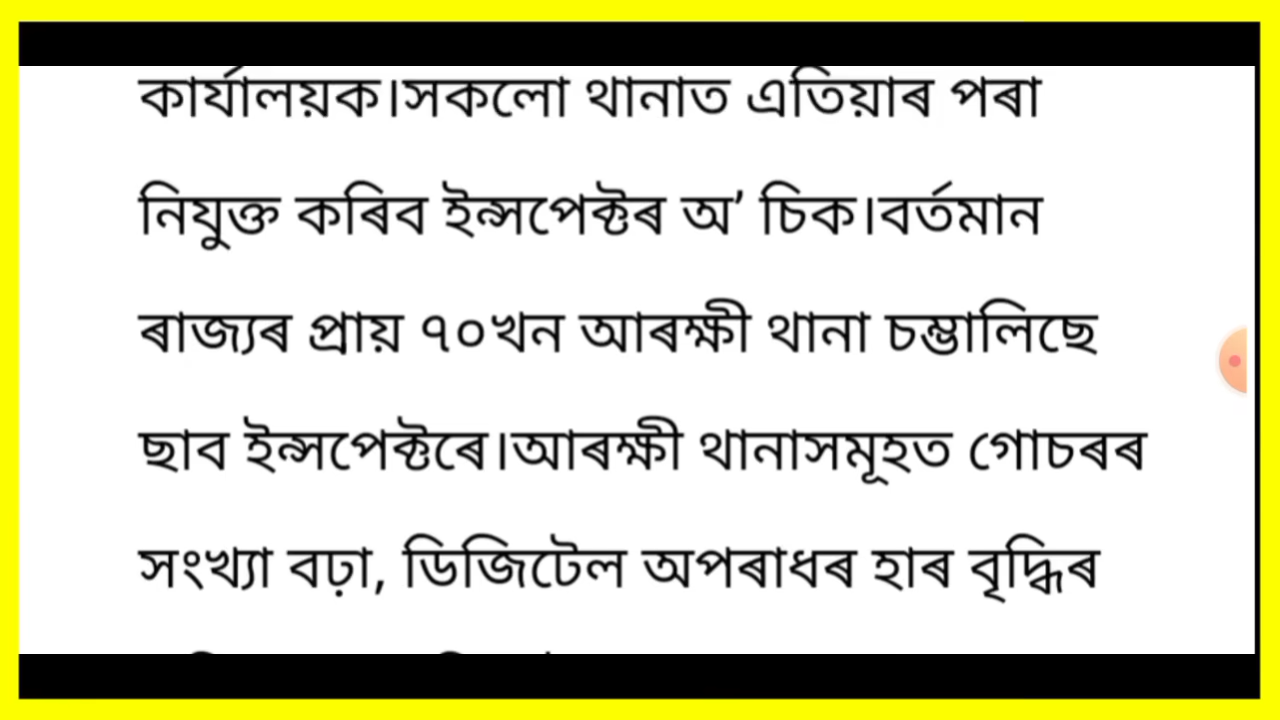 কাৰ্যালয়ক।সকলো থানাত এতিয়াৰ পৰা
নিযুক্ত কৰিব ইন্সপেক্টৰ অ’ চিক।বৰ্তমান
ৰাজ্যৰ প্ৰায় ৭০খন আৰক্ষী থানা চম্ভালিছে
ছাব ইন্সপেক্টৰে।আৰক্ষী থানাসমূহত গোচৰৰ
সংখ্যা বঢ়া, ডিজিটেল অপৰাধৰ হাৰ বৃদ্ধিৰ